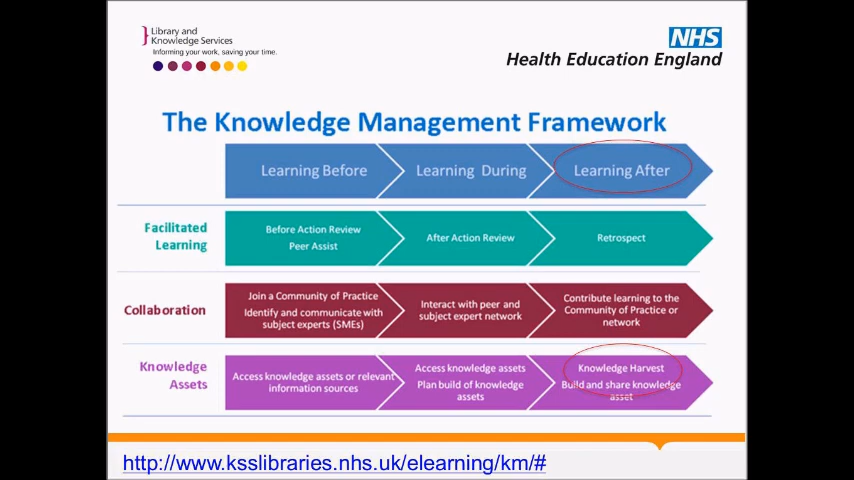 Library and
Knowledge Services
Informing your work, saving your time.
NHS
Health Education England
The Knowledge Management Framework
Learning Before
Learning During
Learning After
Facilitated
Learning
Before Action Review
Peer Assist
After Action Review
Retrospect
Collaboration
Join a Community of Practice
Identify and communicate with
subject experts (SMEs)
Interact with peer and
subject expert network
Contribute learning to the
Community of Practice or
network
Knowledge
Assets
Access knowledge assets or relevant
information sources
Access knowledge assets
Plan build of knowledge
assets
Knowledge Harvest
Build and share knowledge
asset
http://www.ksslibraries.nhs.uk/elearning/km/#